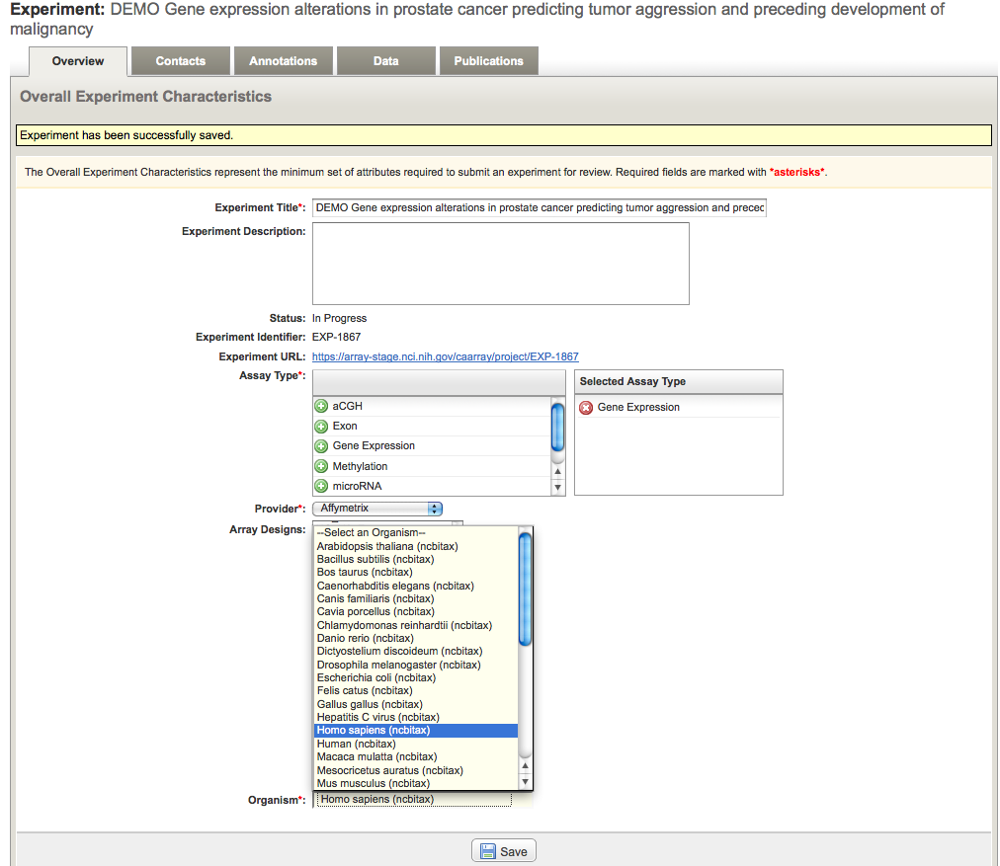 Experiment: DEMO Gene expression alterations in prostate cancer predicting tumor aggression and preceding development of
malignancy
Overview Contacts Annotations Data Publications
Overall Experiment Characteristics
Experiment has been successfully saved.
The Overall Experiment Characteristics represent the minimum set of attributes required to submit an experiment for review. Required fields are marked with *asterisks*.
Experiment Title*: DEMO Gene expression alterations in prostate cancer predicting tumor aggression and prec
Experiment Description:
Status: In Progress
Experiment Identifier: EXP-1867
Experiment URL: https://array-stage.nci.nih.gov/caarray/project/EXP-1867
Assay Type*:
Selected Assay Type
aCGH
Gene Expression
Exon
Gene Expression
Methylation
microRNA
Provider*: Affymetrix
Array Designs:
--Select an Organism--
Arabidopsis thaliana (ncbitax)
Bacillus subtilis (ncbitax)
Bos taurus (ncbitax)
Caenorhabditis elegans (ncbitax)
Canis familiaris (ncbitax)
Cavia porcellus (ncbitax)
Chlamydomonas reinhardtii (ncbitax)
Danio rerio (ncbitax)
Dictyostelium discoideum (ncbitax)
Drosophila melanogaster (ncbitax)
Escherichia coli (ncbitax)
Felis catus (ncbitax)
Gallus gallus (ncbitax)
Hepatitis C virus (ncbitax)
Homo sapiens (ncbitax)
Human (ncbitax)
Macaca mulatta (ncbitax)
Mesocricetus auratus (ncbitax)
Mus musculus (ncbitax)
Organism*: Homo sapiens (ncbitax)
Save